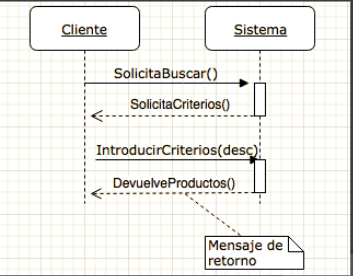 Cliente
Sistema
SolicitaBuscar()
SolicitaCriterios()
IntroducirCriterios(desc)
DevuelveProductos()
Mensaje de
retorno